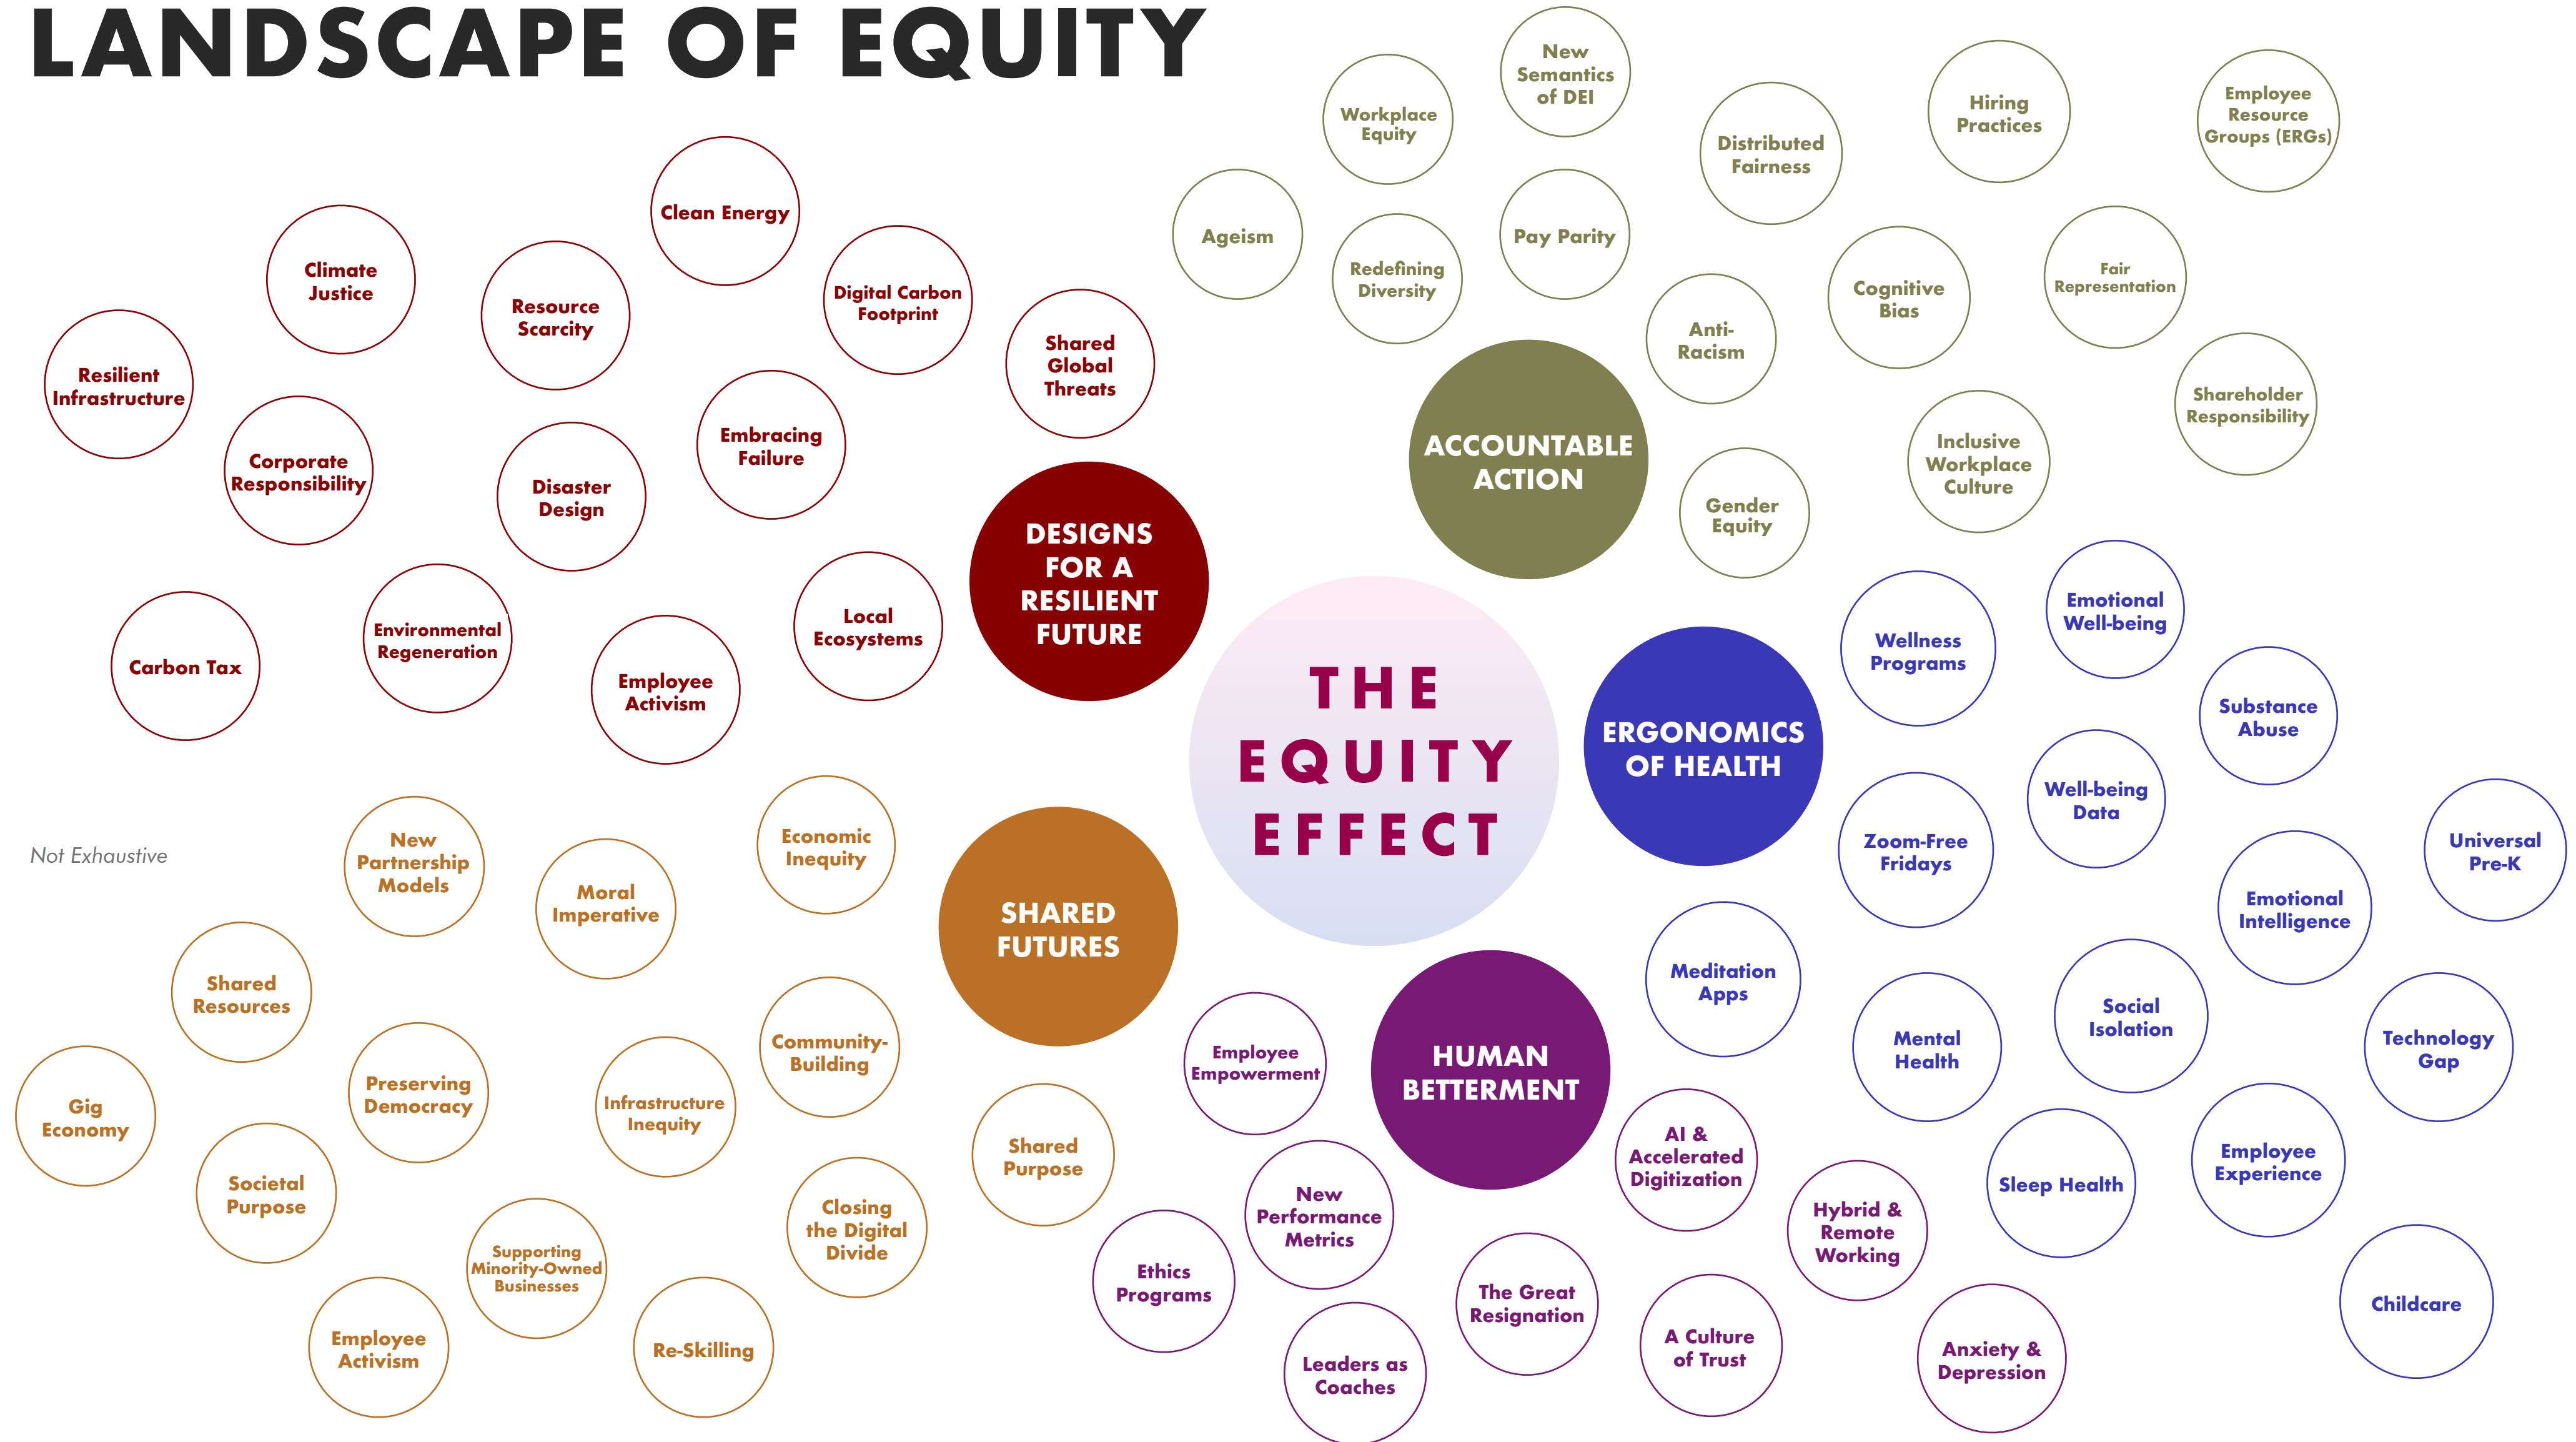 LANDSCAPE OF EQUITY
Clean Energy
Climate
Justice
Resource
Scarcity
Digital Carbon
Footprint
Shared
Global
Threats
Resilient
Infrastructure
Corporate
Responsibility
Disaster
Design
Embracing
Failure
Carbon Tax
Environmental
Regeneration
Employee
Activism
Local
Ecosystems
DESIGNS
FOR A
RESILIENT
FUTURE
New
Semantics
of DEI
Workplace
Equity
Distributed
Fairness
Hiring
Practices
Employee
Resource
Groups (ERGs)
Ageism
Redefining
Diversity
Pay Parity
Anti-
Racism
Cognitive
Bias
Fair
Representation
Shareholder
Responsibility
Inclusive
Workplace
Culture
Gender
Equity
ACCOUNTABLE
ACTION
THE
EQUITY
EFFECT
ERGONOMICS
OF HEALTH
Wellness
Programs
Emotional
Well-being
Substance
Abuse
Well-being
Data
Zoom-Free
Fridays
Universal
Pre-K
Emotional
Intelligence
Meditation
Apps
Mental
Health
Social
Isolation
Technology
Gap
Sleep Health
Employee
Experience
Childcare
Not Exhaustive
New
Partnership
Models
Moral
Imperative
Economic
Inequity
SHARED
FUTURES
Shared
Resources
Gig
Economy
Preserving
Democracy
Infrastructure
Inequity
Community-
Building
Shared
Purpose
Societal
Purpose
Supporting
Minority-Owned
Businesses
Closing
the Digital
Divide
Employee
Activism
Re-Skilling
HUMAN
BETTERMENT
Employee
Empowerment
New
Performance
Metrics
AI &
Accelerated
Digitization
Hybrid &
Remote
Working
Ethics
Programs
The Great
Resignation
A Culture
of Trust
Leaders as
Coaches
Anxiety &
Depression